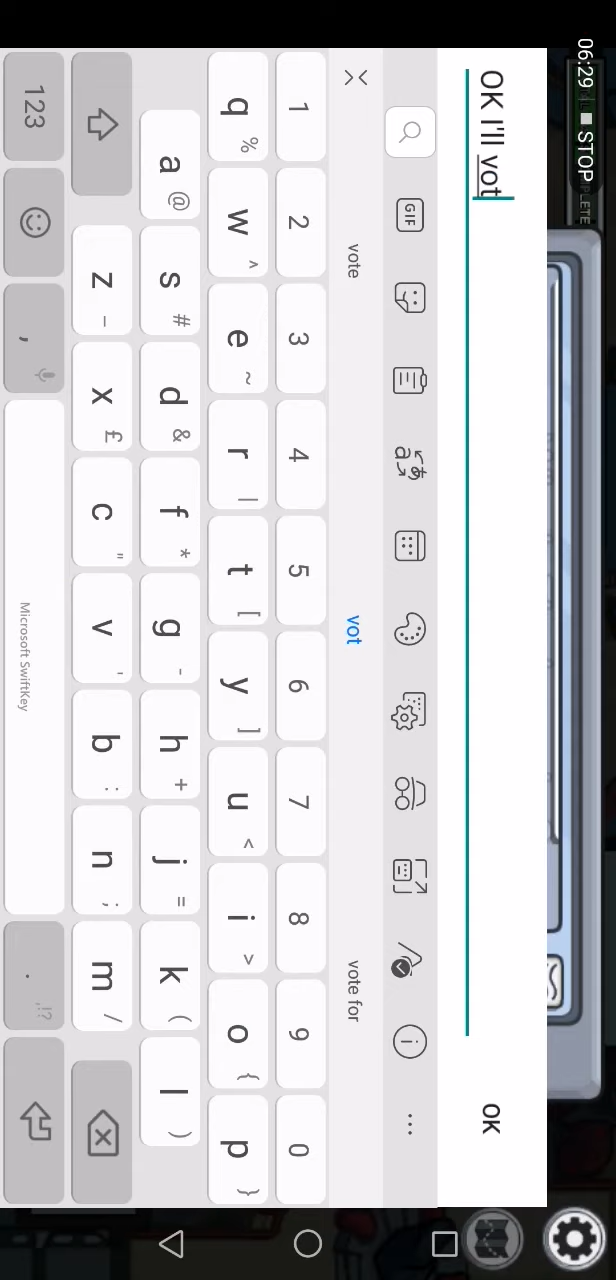 06:29 ■ STOP
OK I'll vot
OK
GIF
vote vot vote for
1 2 3 4 5 6 7 8 9 0
q % w ^ e ~ r | t [ y ] u < i > o { p }
a @ s # d & f * g - h + j = k ( l )
z _ x £ c " v ' b : n ; m /
123 , Microsoft SwiftKey . ,!?